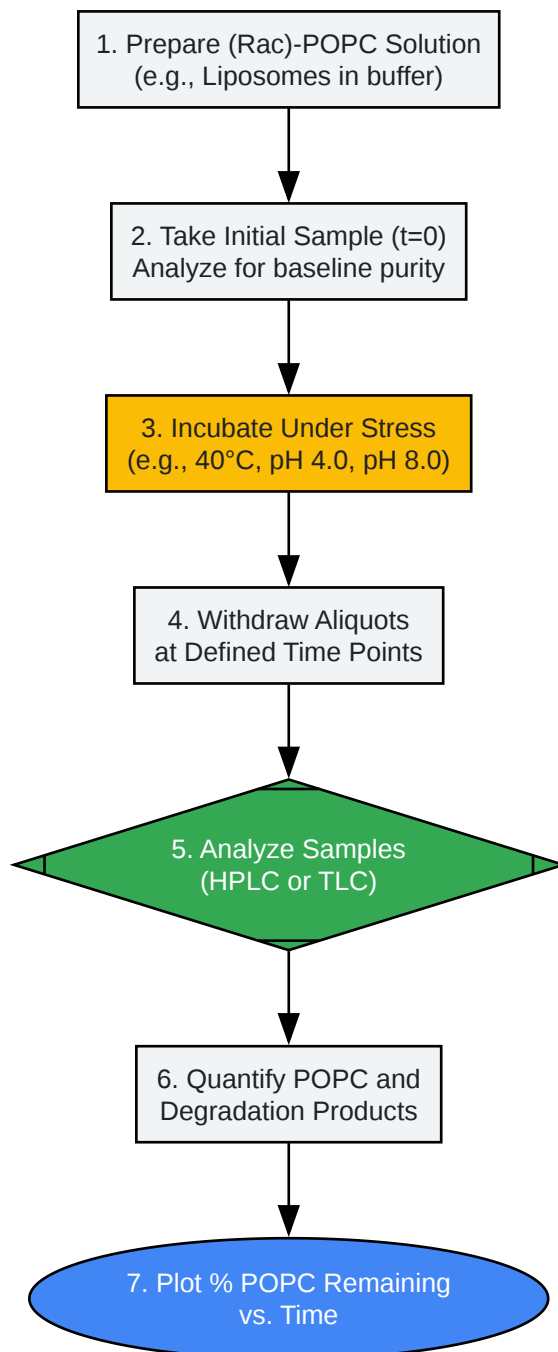 1. Prepare (Rac)-POPC Solution
(e.g., Liposomes in buffer)
2. Take Initial Sample (t=0)
Analyze for baseline purity
3. Incubate Under Stress
(e.g., 40°C, pH 4.0, pH 8.0)
4. Withdraw Aliquots
at Defined Time Points
5. Analyze Samples
(HPLC or TLC)
6. Quantify POPC and
Degradation Products
7. Plot % POPC Remaining
vs. Time